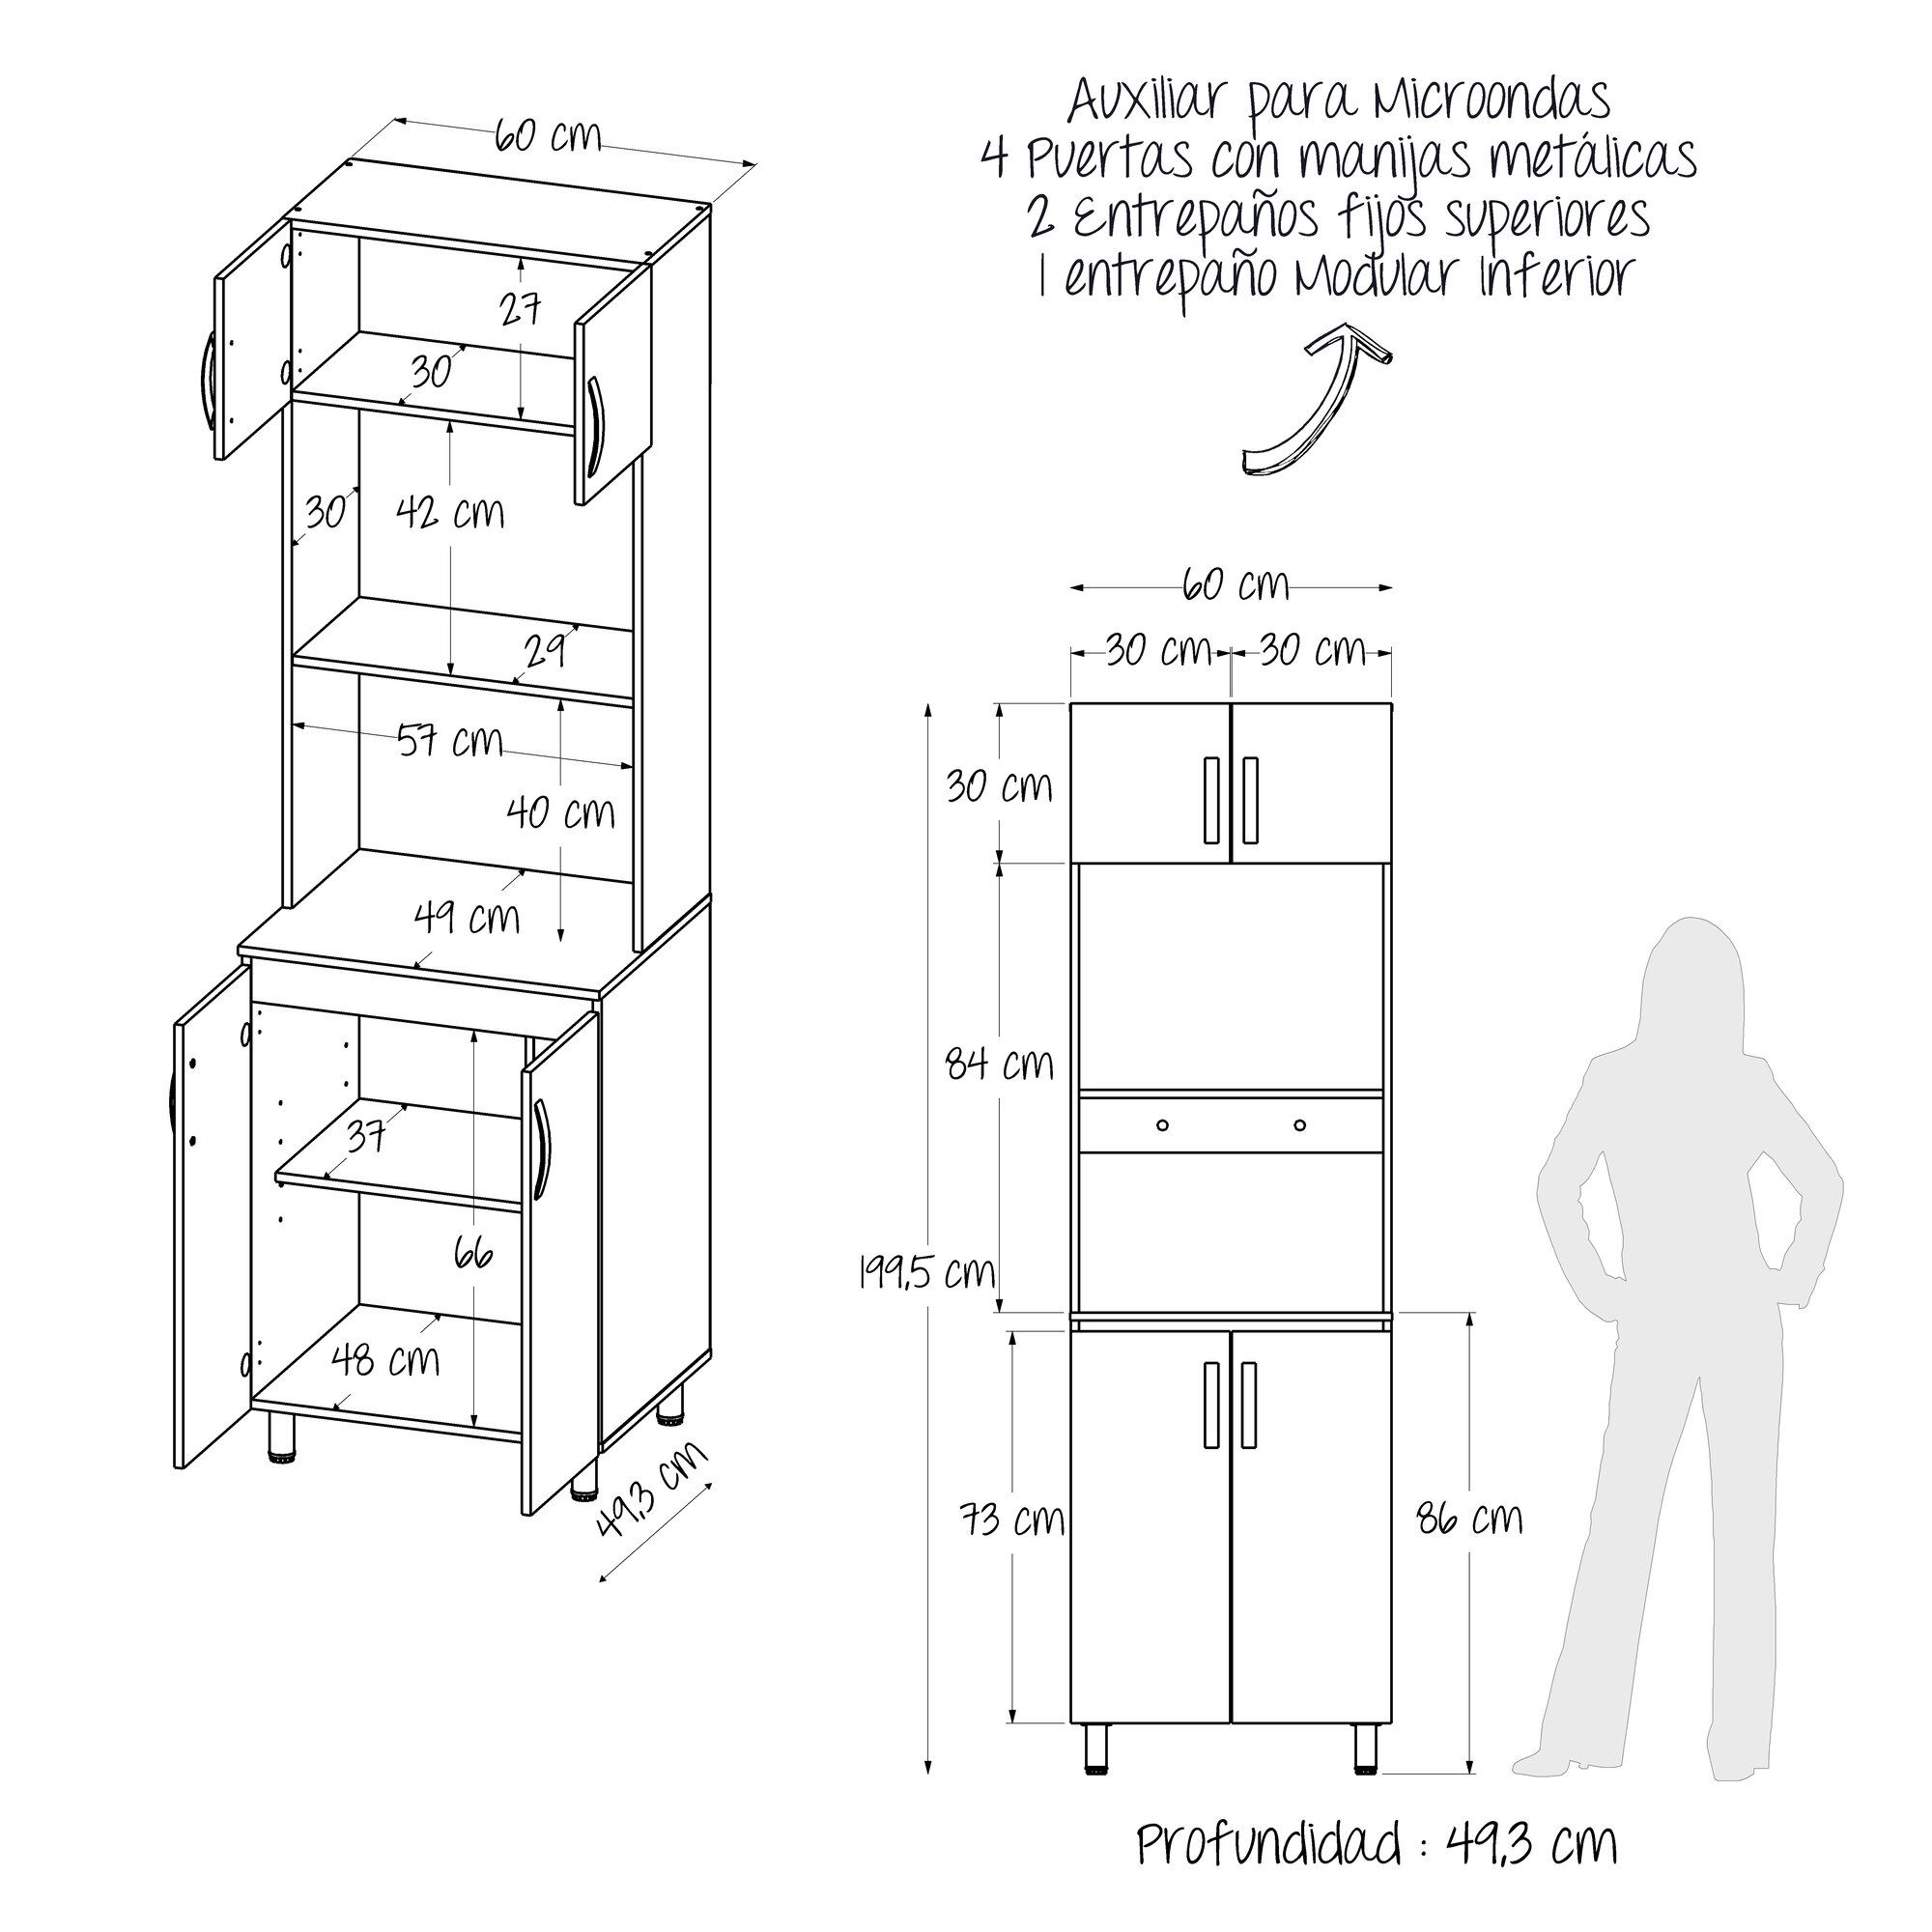 Auxiliar para Microondas
4 Puertas con manijas metálicas
2 Entrepaños fijos superiores
1 entrepaño Modular Inferior
60 cm
27
30
30
42 cm
29
57 cm
40 cm
49 cm
37
66
48 cm
49,3 cm
60 cm
30 cm
30 cm
30 cm
84 cm
199,5 cm
73 cm
86 cm
Profundidad : 49,3 cm